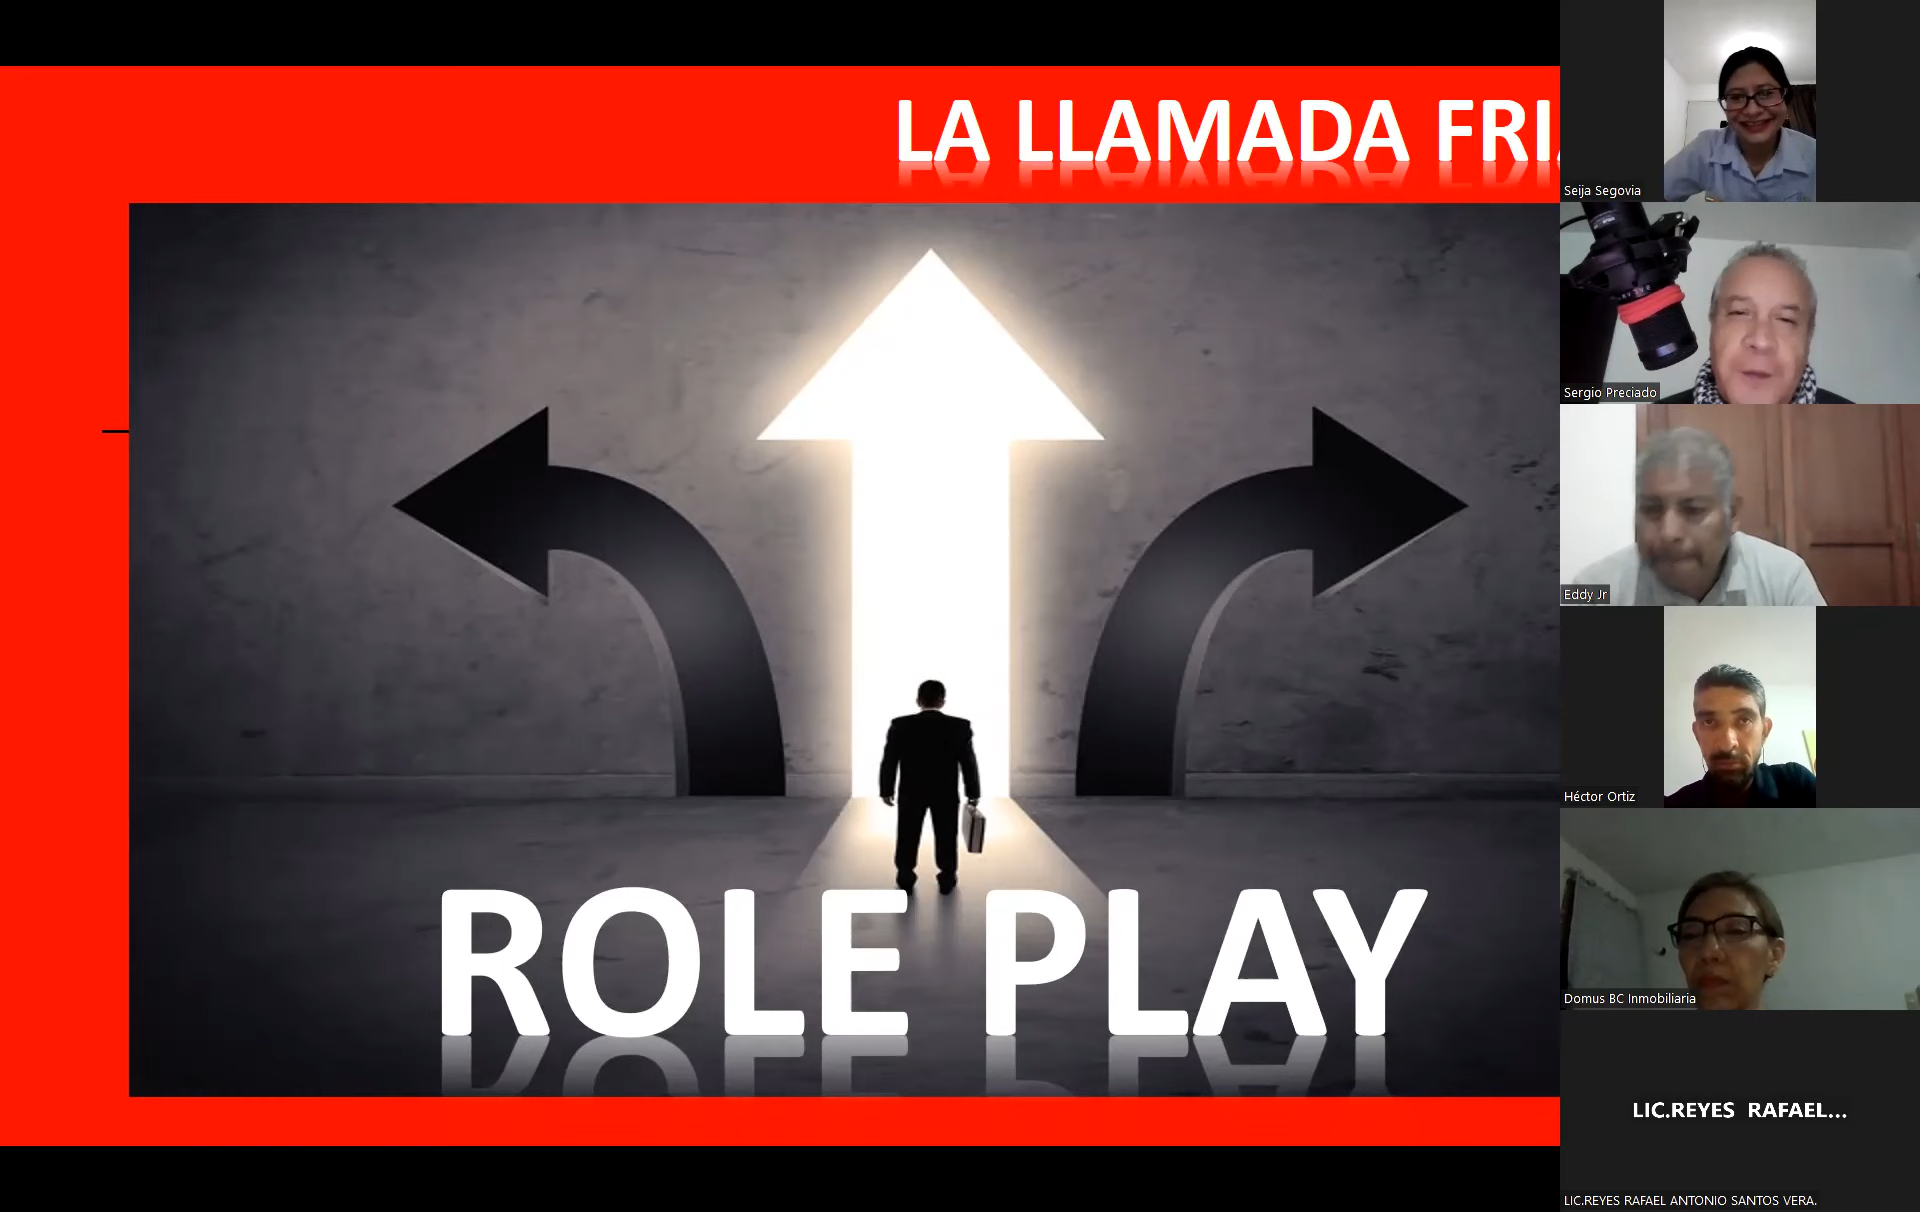 LA LLAMADA FRI
ROLE PLAY
Seija Segovia
Sergio Preciado
Eddy Jr
Héctor Ortiz
Domus BC Inmobiliaria
LIC.REYES RAFAEL...
LIC.REYES RAFAEL ANTONIO SANTOS VERA.